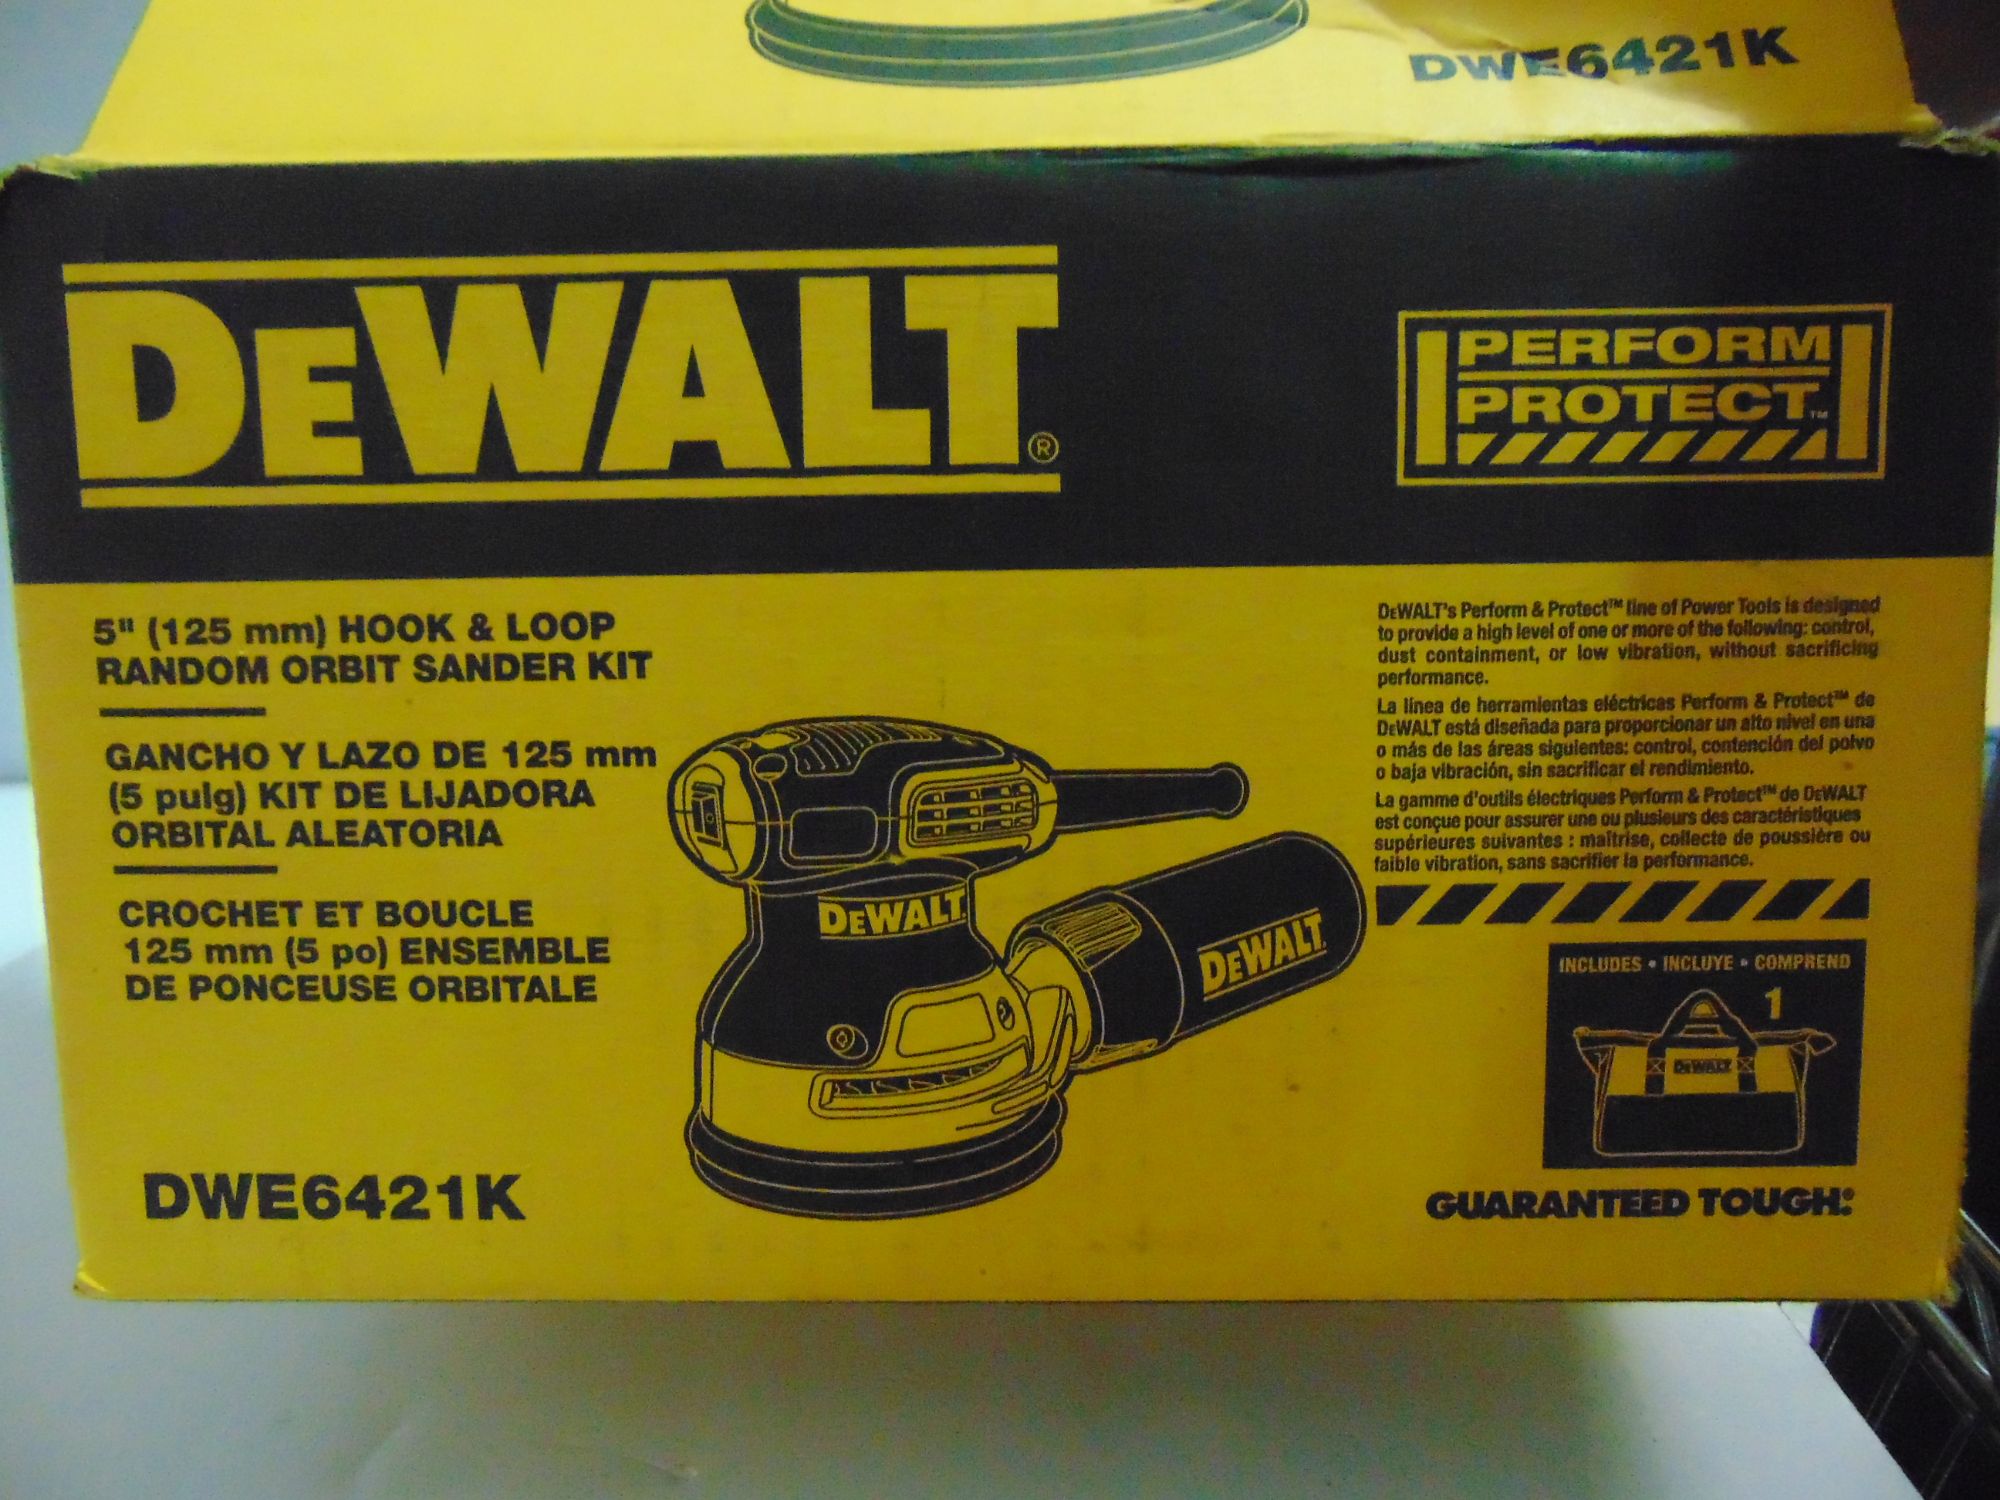 DWE6421K
DEWALT®
PERFORM
PROTECT™
5" (125 mm) HOOK & LOOP
RANDOM ORBIT SANDER KIT
GANCHO Y LAZO DE 125 mm
(5 pulg) KIT DE LIJADORA
ORBITAL ALEATORIA
CROCHET ET BOUCLE
125 mm (5 po) ENSEMBLE
DE PONCEUSE ORBITALE
DWE6421K
DEWALT
DEWALT
DEWALT's Perform & Protect™ line of Power Tools is designed
to provide a high level of one or more of the following: control,
dust containment, or low vibration, without sacrificing
performance.
La línea de herramientas eléctricas Perform & Protect™ de
DEWALT está diseñada para proporcionar un alto nivel en una
o más de las áreas siguientes: control, contención del polvo
o baja vibración, sin sacrificar el rendimiento.
La gamme d'outils électriques Perform & Protect™ de DEWALT
est conçue pour assurer une ou plusieurs des caractéristiques
supérieures suivantes : maîtrise, collecte de poussière ou
faible vibration, sans sacrifier la performance.
INCLUDES • INCLUYE • COMPREND
1
DEWALT
GUARANTEED TOUGH.®